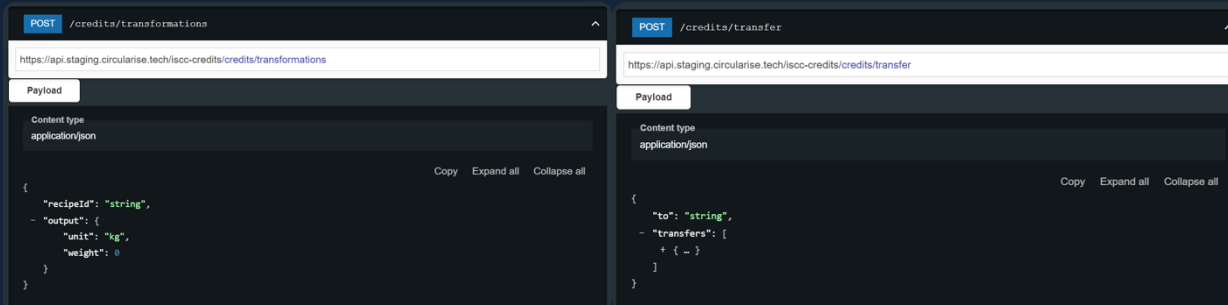 POST /credits/transformations
https://api.staging.circularise.tech/iscc-credits/credits/transformations
Payload
Content type
application/json
Copy Expand all Collapse all
{
"recipeId": "string",
− "output": {
"unit": "kg",
"weight": 0
}
}
POST /credits/transfer
https://api.staging.circularise.tech/iscc-credits/credits/transfer
Payload
Content type
application/json
Copy Expand all Collapse all
{
"to": "string",
− "transfers": [
+ { … }
]
}